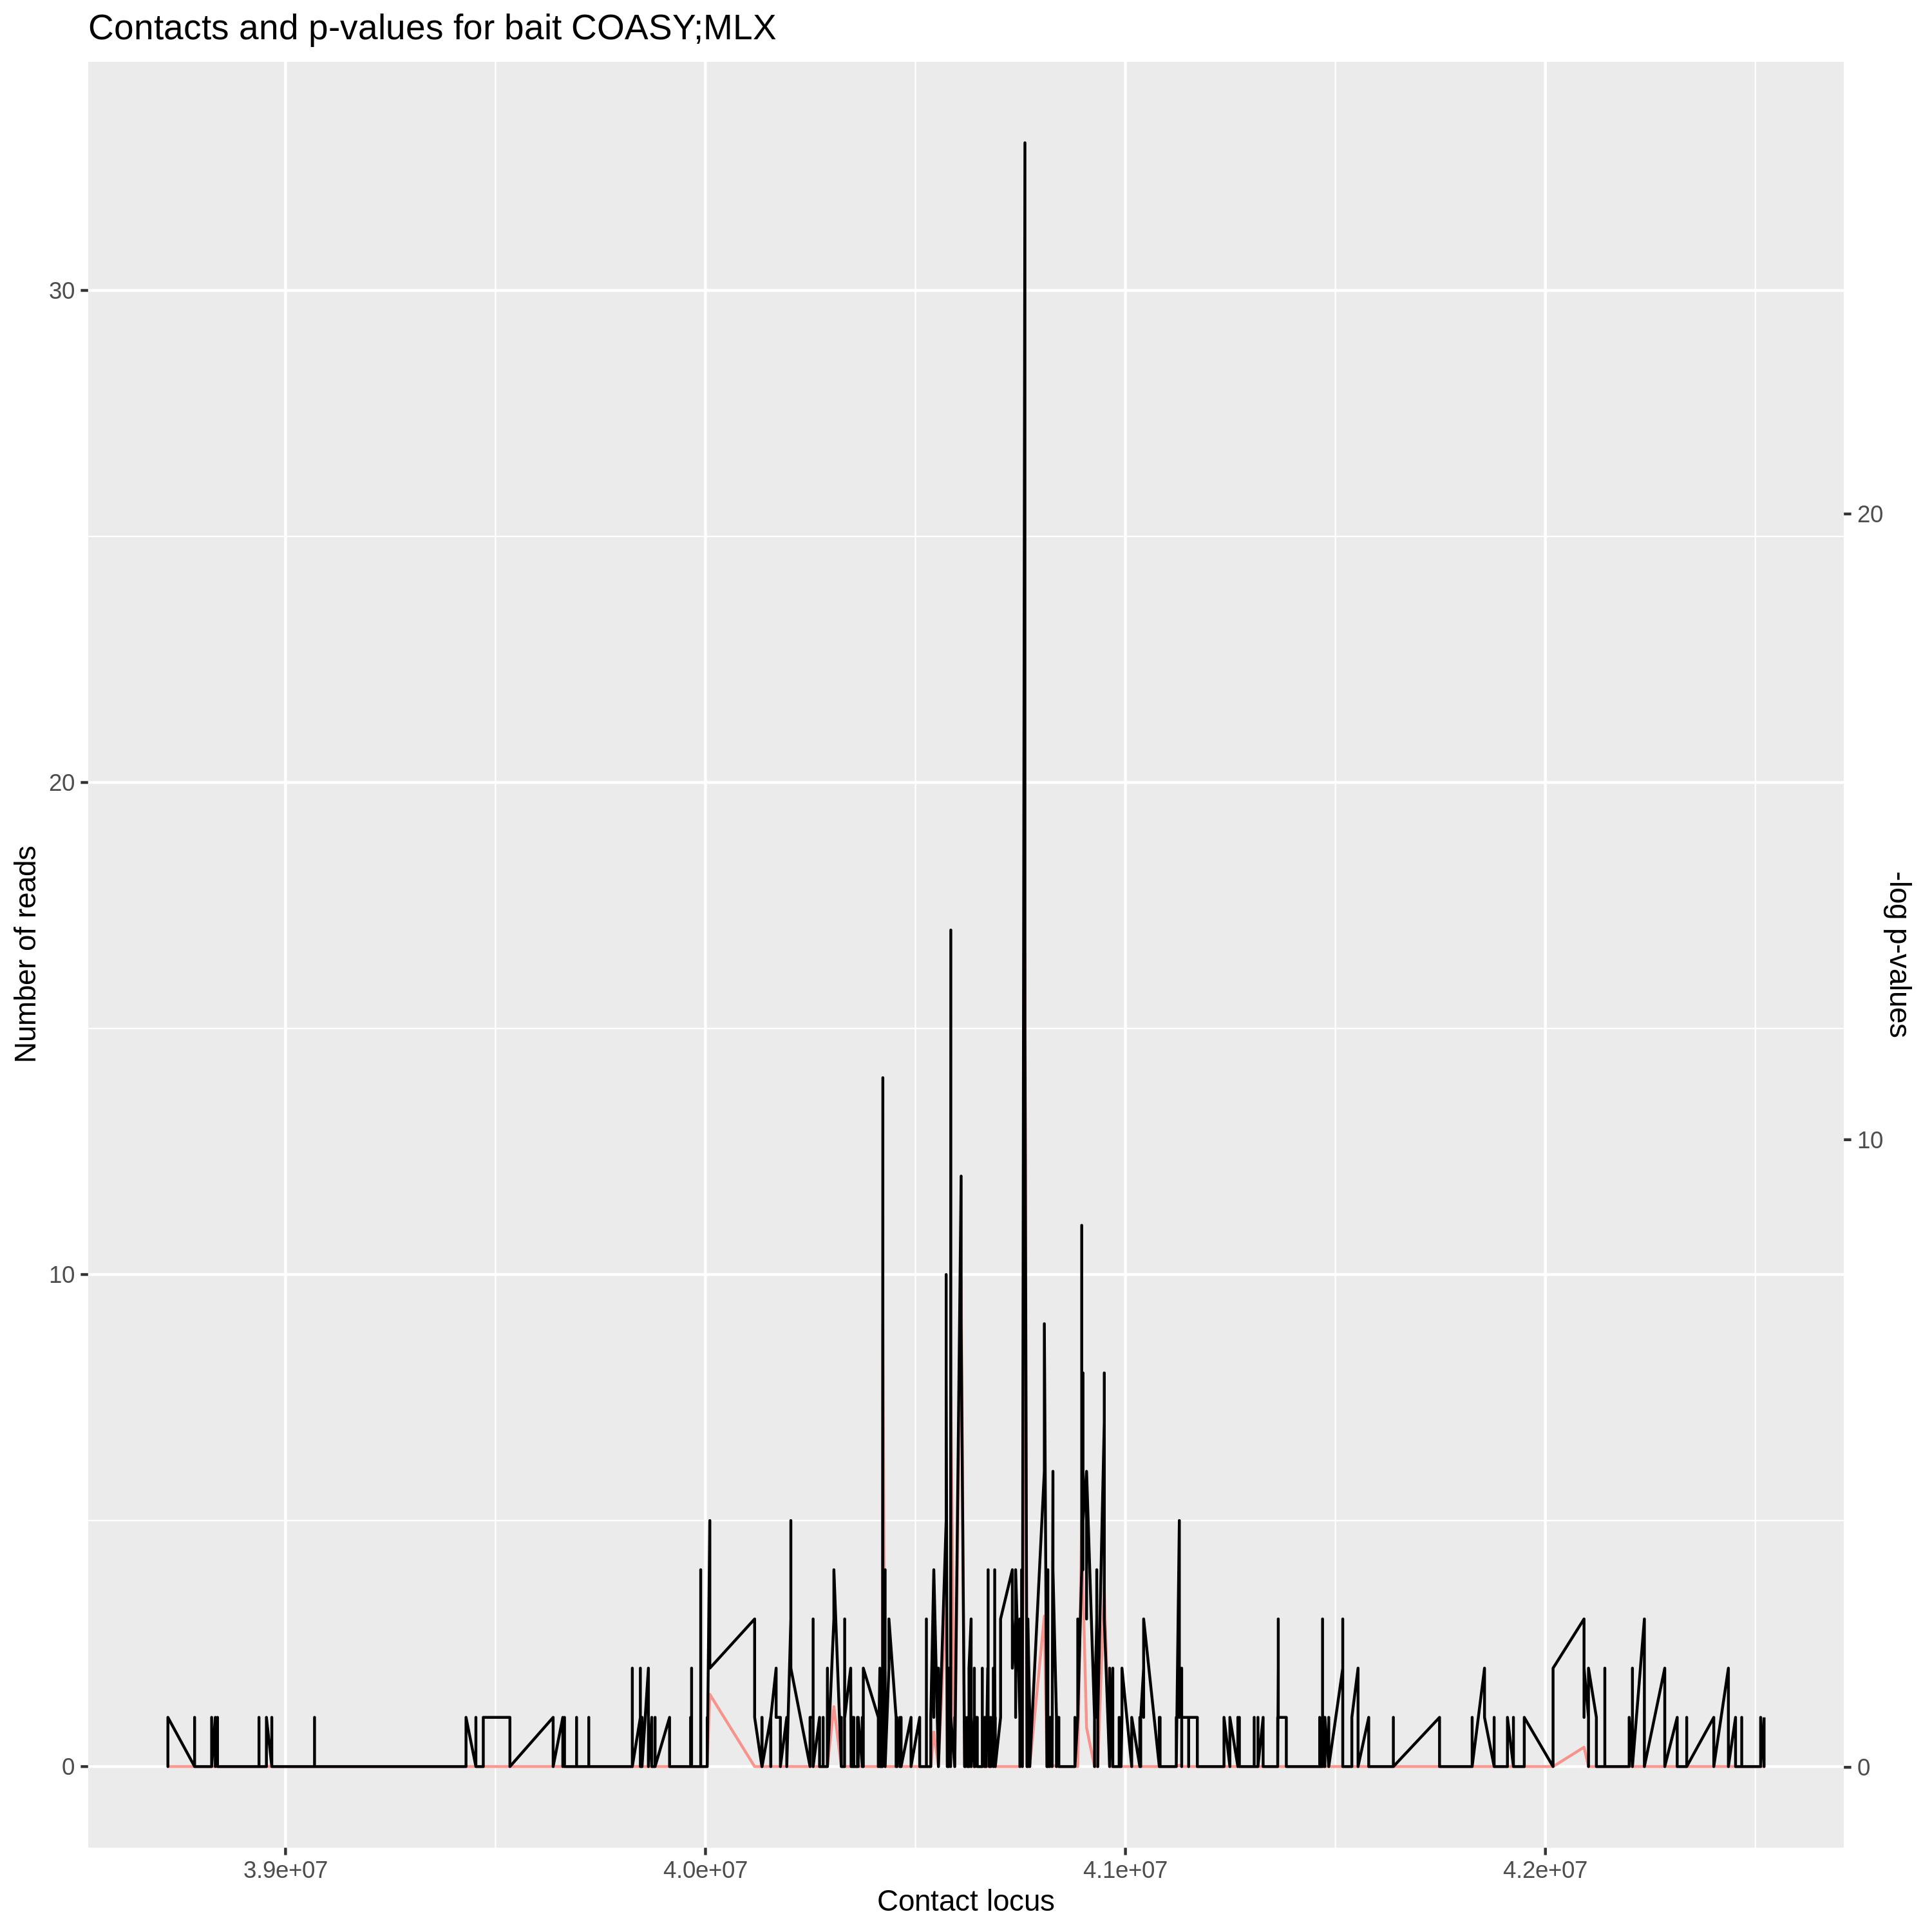 Contacts and p-values for bait COASY;MLX
30
20
10
0
Number of reads
20
10
0
-log p-values
3.9e+07
4.0e+07
4.1e+07
4.2e+07
Contact locus